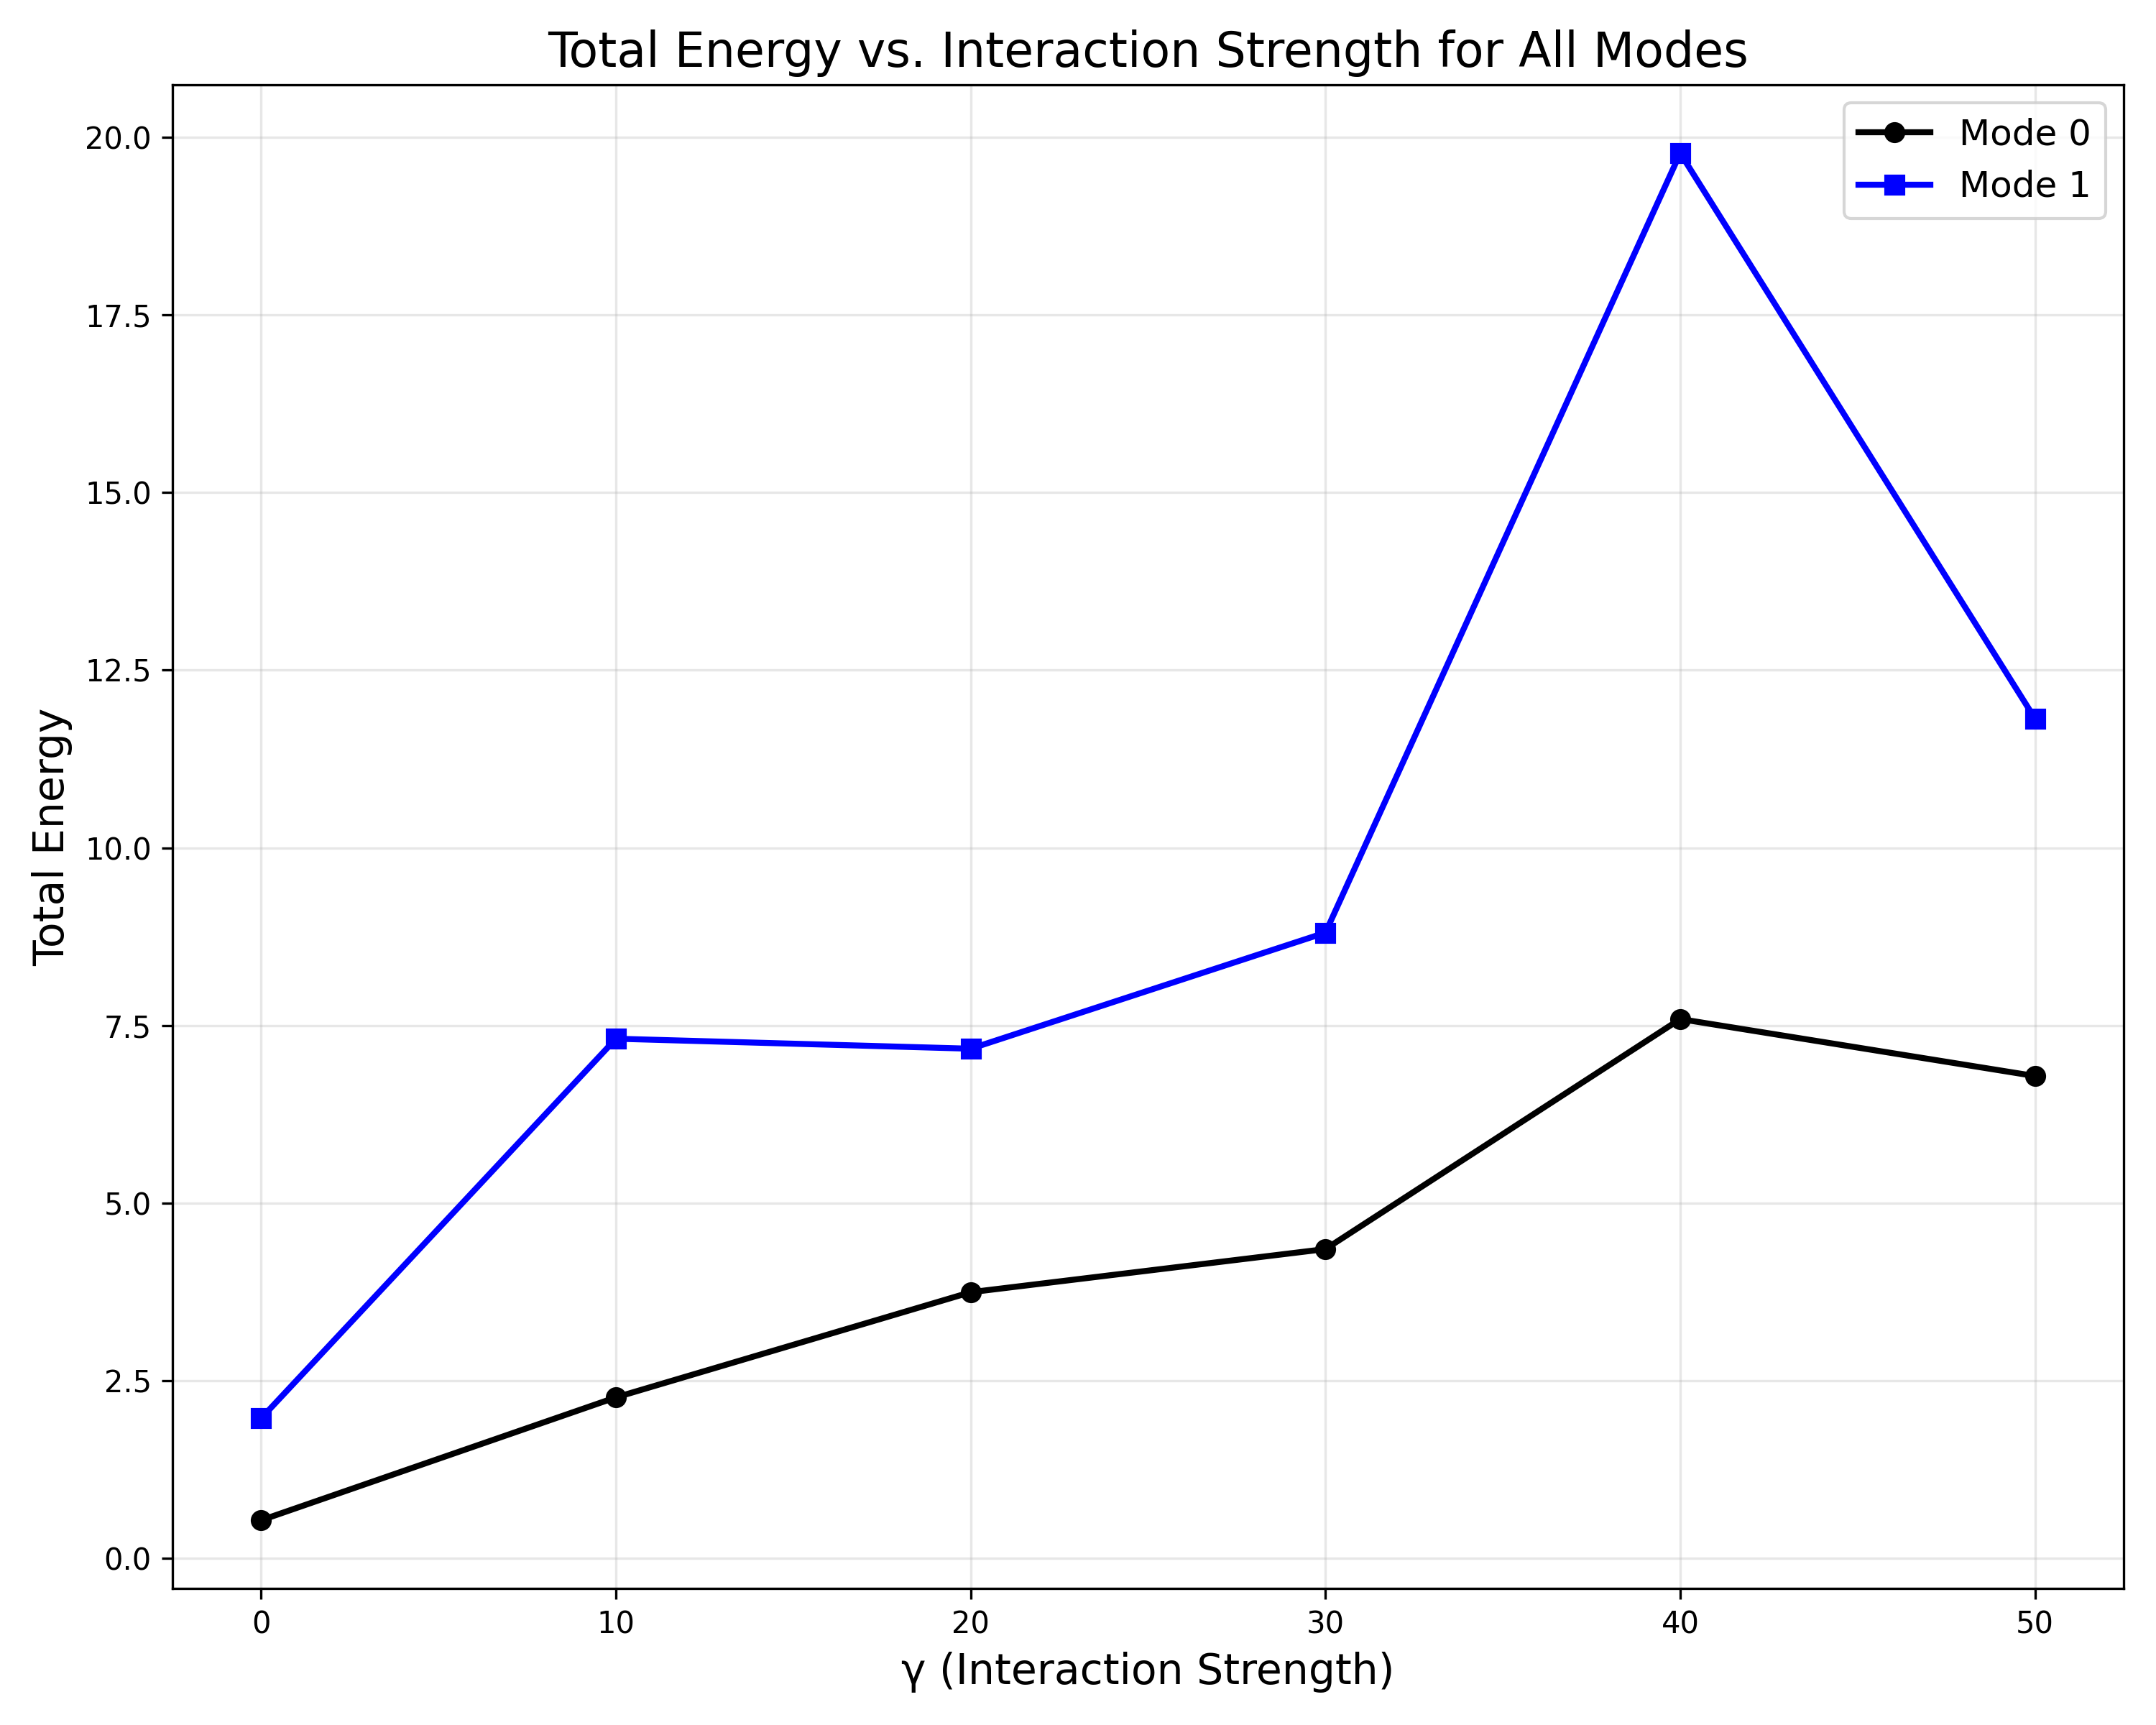 Total Energy vs. Interaction Strength for All Modes
Mode 0
Mode 1
Total Energy
20.0
17.5
15.0
12.5
10.0
7.5
5.0
2.5
0.0
0 10 20 30 40 50
γ (Interaction Strength)